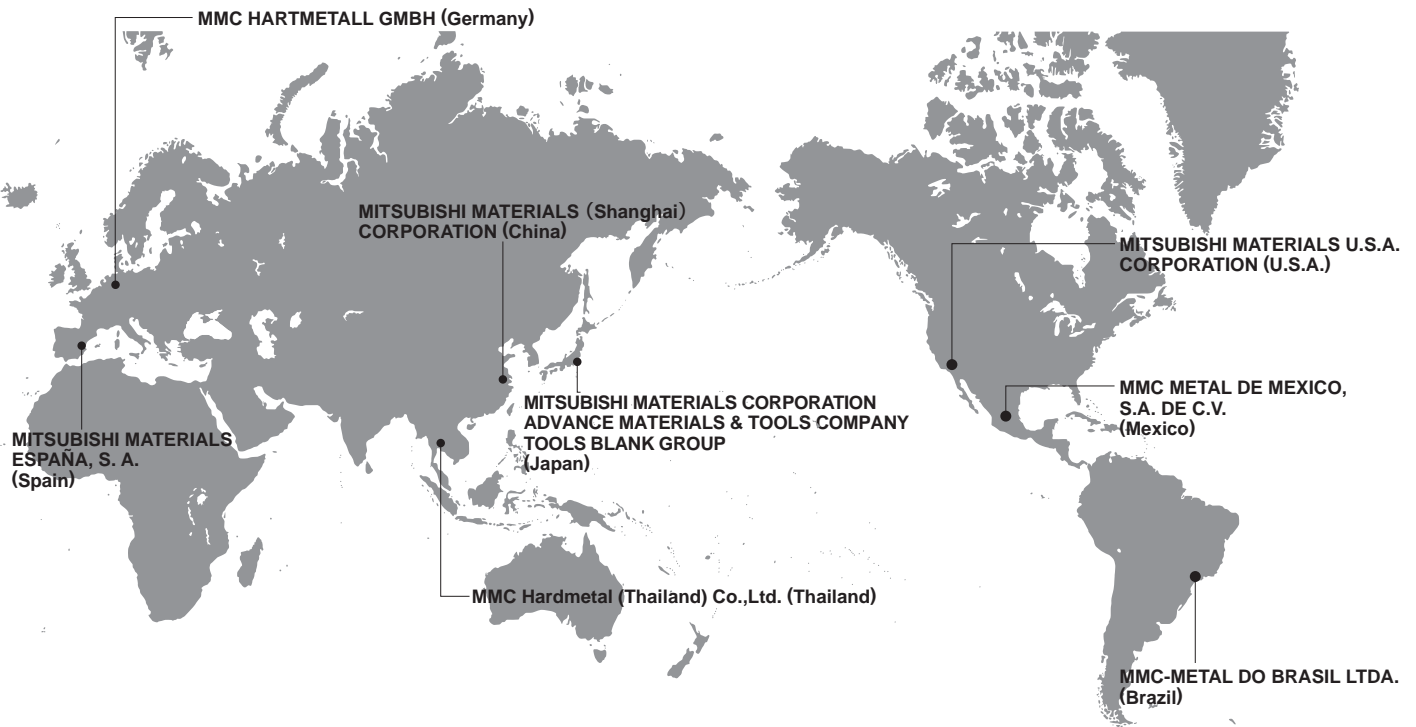 MMC HARTMETALL GMBH (Germany)
MITSUBISHI MATERIALS（Shanghai）
CORPORATION (China)
MITSUBISHI MATERIALS U.S.A.
CORPORATION (U.S.A.)
MMC METAL DE MEXICO,
S.A. DE C.V.
(Mexico)
MITSUBISHI MATERIALS CORPORATION
ADVANCE MATERIALS & TOOLS COMPANY
TOOLS BLANK GROUP
(Japan)
MITSUBISHI MATERIALS
ESPAÑA, S. A.
(Spain)
MMC Hardmetal (Thailand) Co.,Ltd. (Thailand)
MMC-METAL DO BRASIL LTDA.
(Brazil)